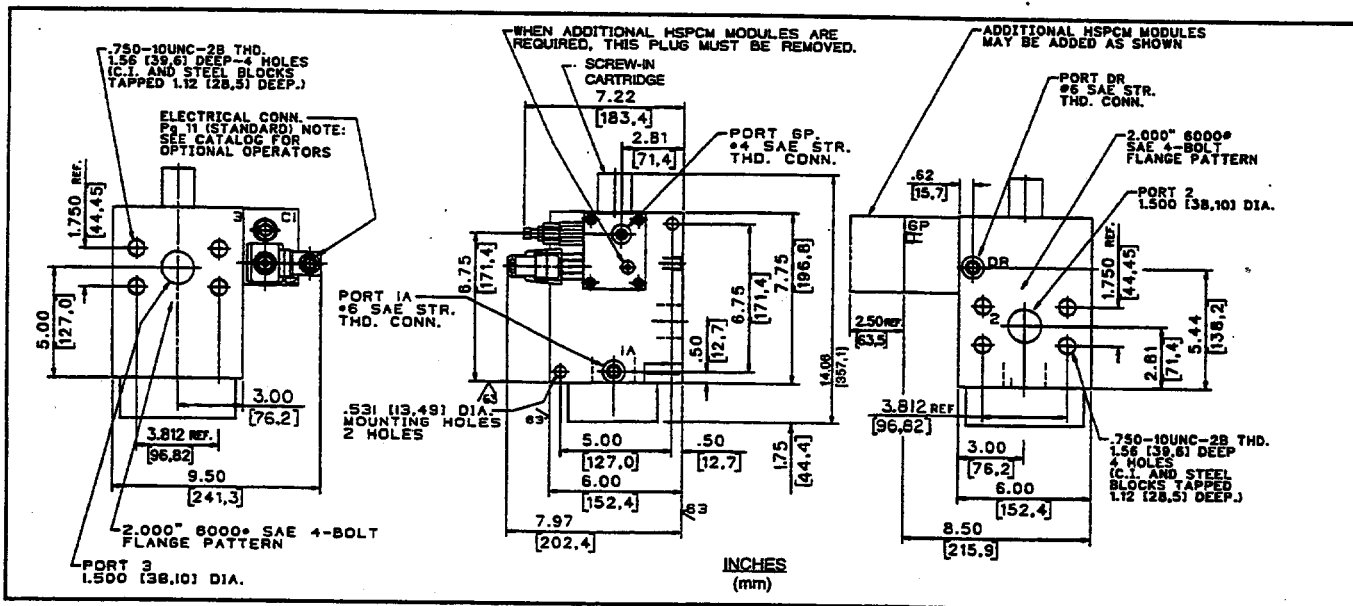 .750-10UNC-2B THD.
1.56 [39,6] DEEP-4 HOLES
(C.I. AND STEEL BLOCKS
TAPPED 1.12 [28,5] DEEP.)
ELECTRICAL CONN.
Pg 11 (STANDARD) NOTE:
SEE CATALOG FOR
OPTIONAL OPERATORS
1.750 REF.
[44,45]
3
C1
5.00
[127,0]
3.00
[76,2]
3.812 REF.
[96,82]
9.50
[241,3]
2.000" 6000# SAE 4-BOLT
FLANGE PATTERN
PORT 3
1.500 [38,10] DIA.
WHEN ADDITIONAL HSPCM MODULES ARE
REQUIRED, THIS PLUG MUST BE REMOVED.
SCREW-IN
CARTRIDGE
7.22
[183,4]
2.81
[71,4]
PORT GP.
#4 SAE STR.
THD. CONN.
6.75
[171,4]
PORT 1A
#6 SAE STR.
THD. CONN.
1A
.50
[12,7]
6.75
[171,4]
7.75
[196,8]
14.06
[357,1]
63
.531 [13,49] DIA.
MOUNTING HOLES
2 HOLES
63
5.00
[127,0]
.50
[12,7]
1.75
[44,4]
6.00
[152,4]
63
7.97
[202,4]
INCHES
(mm)
ADDITIONAL HSPCM MODULES
MAY BE ADDED AS SHOWN
PORT DR
#6 SAE STR.
THD. CONN.
2.000" 6000#
SAE 4-BOLT
FLANGE PATTERN
.62
[15,7]
PORT 2
1.500 [38,10] DIA.
GP
DR
2
1.750 REF.
[44,45]
5.44
[138,2]
2.50 REF.
[63,5]
2.81
[71,4]
3.812 REF
[96,82]
3.00
[76,2]
6.00
[152,4]
8.50
[215,9]
.750-10UNC-2B THD.
1.56 [39,6] DEEP
4 HOLES
(C.I. AND STEEL
BLOCKS TAPPED
1.12 [28,5] DEEP.)